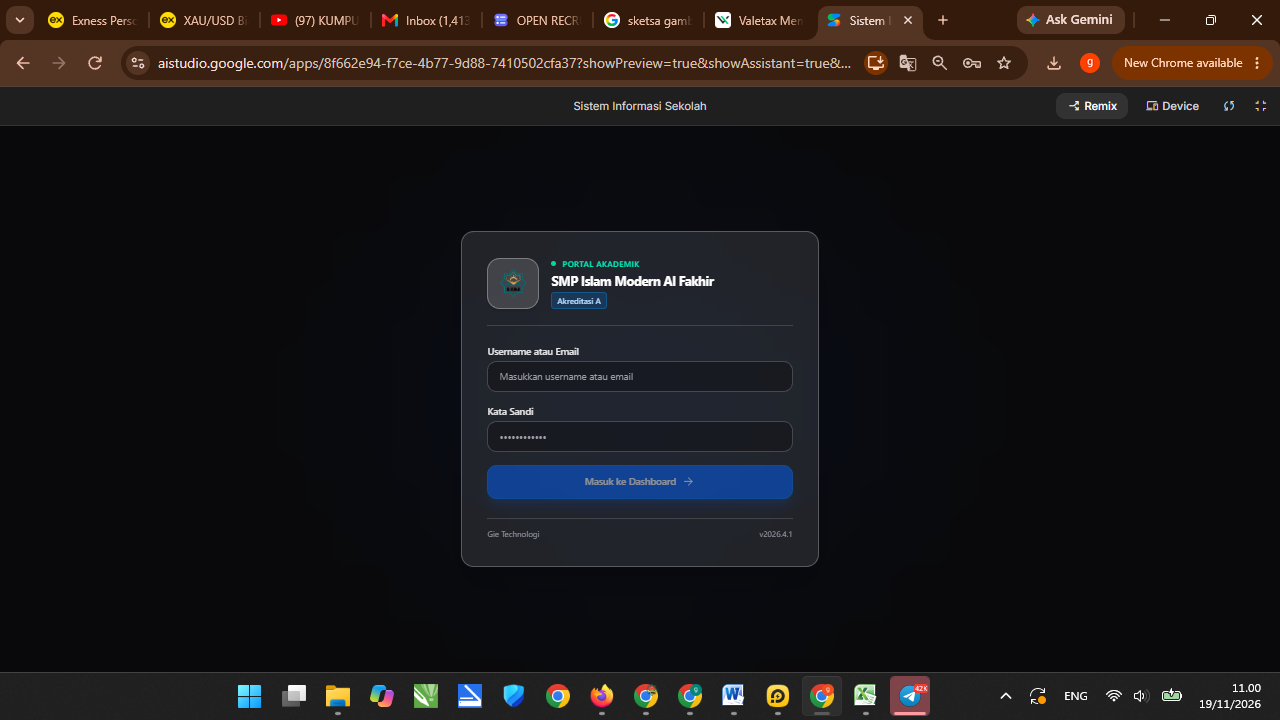 Exness Perso
XAU/USD Bi
(97) KUMPU
Inbox (1,413
OPEN RECR
sketsa gamb
Valetax Mem
Sistem I
Ask Gemini
aistudio.google.com/apps/8f662e94-f7ce-4b77-9d88-7410502cfa37?showPreview=true&showAssistant=true&...
g
New Chrome available
Sistem Informasi Sekolah
Remix
Device
PORTAL AKADEMIK
SMP Islam Modern Al Fakhir
Akreditasi A
Username atau Email
Masukkan username atau email
Kata Sandi
••••••••••••
Masuk ke Dashboard →
Gie Technologi
v2026.4.1
42K
ENG
11.00
19/11/2026